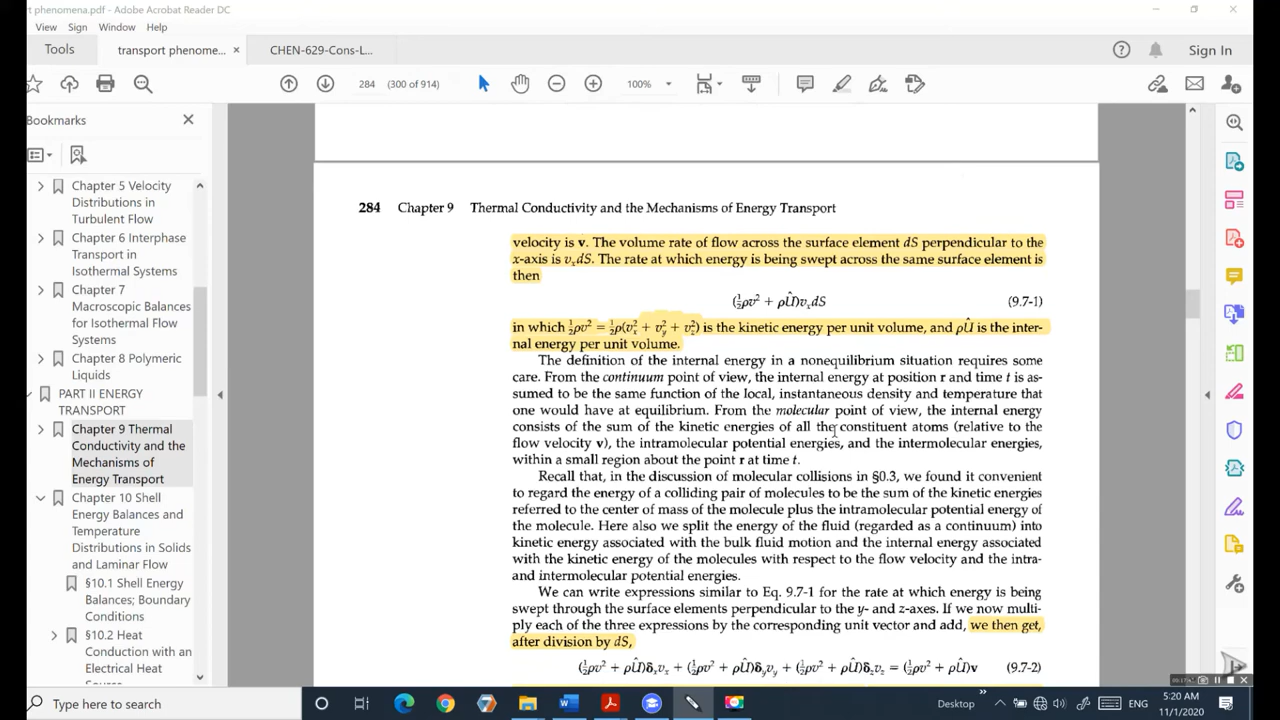 rt phenomena.pdf - Adobe Acrobat Reader DC
View Sign Window Help
Tools transport phenome... × CHEN-629-Cons-L... Sign In
284 (300 of 914) 100%
Bookmarks
Chapter 5 Velocity
Distributions in
Turbulent Flow
Chapter 6 Interphase
Transport in
Isothermal Systems
Chapter 7
Macroscopic Balances
for Isothermal Flow
Systems
Chapter 8 Polymeric
Liquids
PART II ENERGY
TRANSPORT
Chapter 9 Thermal
Conductivity and the
Mechanisms of
Energy Transport
Chapter 10 Shell
Energy Balances and
Temperature
Distributions in Solids
and Laminar Flow
§10.1 Shell Energy
Balances; Boundary
Conditions
§10.2 Heat
Conduction with an
Electrical Heat
284 Chapter 9 Thermal Conductivity and the Mechanisms of Energy Transport
velocity is v. The volume rate of flow across the surface element dS perpendicular to the
x-axis is vₓdS. The rate at which energy is being swept across the same surface element is
then
(½ρv² + ρÛ)vₓdS (9.7-1)
in which ½ρv² = ½ρ(vₓ² + v_y² + v_z²) is the kinetic energy per unit volume, and ρÛ is the inter-
nal energy per unit volume.
The definition of the internal energy in a nonequilibrium situation requires some
care. From the continuum point of view, the internal energy at position r and time t is as-
sumed to be the same function of the local, instantaneous density and temperature that
one would have at equilibrium. From the molecular point of view, the internal energy
consists of the sum of the kinetic energies of all the constituent atoms (relative to the
flow velocity v), the intramolecular potential energies, and the intermolecular energies,
within a small region about the point r at time t.
Recall that, in the discussion of molecular collisions in §0.3, we found it convenient
to regard the energy of a colliding pair of molecules to be the sum of the kinetic energies
referred to the center of mass of the molecule plus the intramolecular potential energy of
the molecule. Here also we split the energy of the fluid (regarded as a continuum) into
kinetic energy associated with the bulk fluid motion and the internal energy associated
with the kinetic energy of the molecules with respect to the flow velocity and the intra-
and intermolecular potential energies.
We can write expressions similar to Eq. 9.7-1 for the rate at which energy is being
swept through the surface elements perpendicular to the y- and z-axes. If we now multi-
ply each of the three expressions by the corresponding unit vector and add, we then get,
after division by dS,
(½ρv² + ρÛ)δₓvₓ + (½ρv² + ρÛ)δ_yv_y + (½ρv² + ρÛ)δ_zv_z = (½ρv² + ρÛ)v (9.7-2)
Type here to search
Desktop
ENG
5:20 AM
11/1/2020